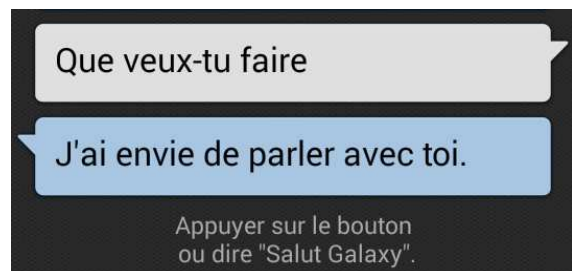 Que veux-tu faire
J'ai envie de parler avec toi.
Appuyer sur le bouton
ou dire "Salut Galaxy".